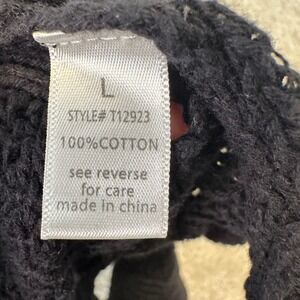 L
STYLE# T12923
100%COTTON
see reverse
for care
made in china